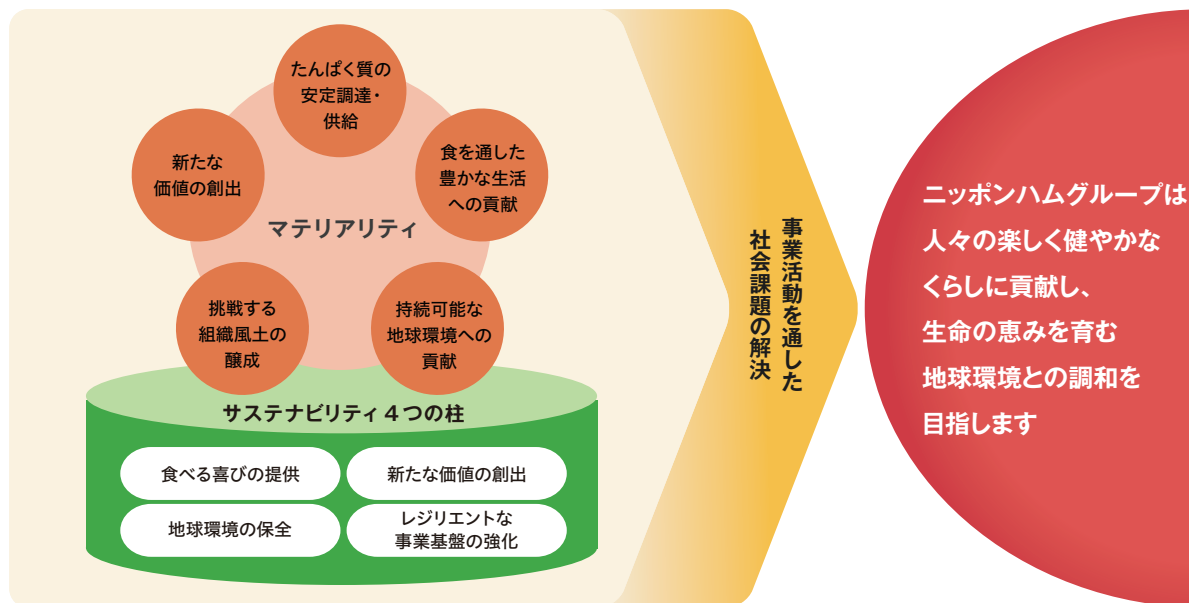 たんぱく質の
安定調達・
供給
新たな
価値の創出
食を通した
豊かな生活
への貢献
マテリアリティ
挑戦する
組織風土の
醸成
持続可能な
地球環境への
貢献
サステナビリティ4つの柱
食べる喜びの提供
新たな価値の創出
地球環境の保全
レジリエントな
事業基盤の強化
事業活動を通した
社会課題の解決
ニッポンハムグループは
人々の楽しく健やかな
くらしに貢献し、
生命の恵みを育む
地球環境との調和を
目指します